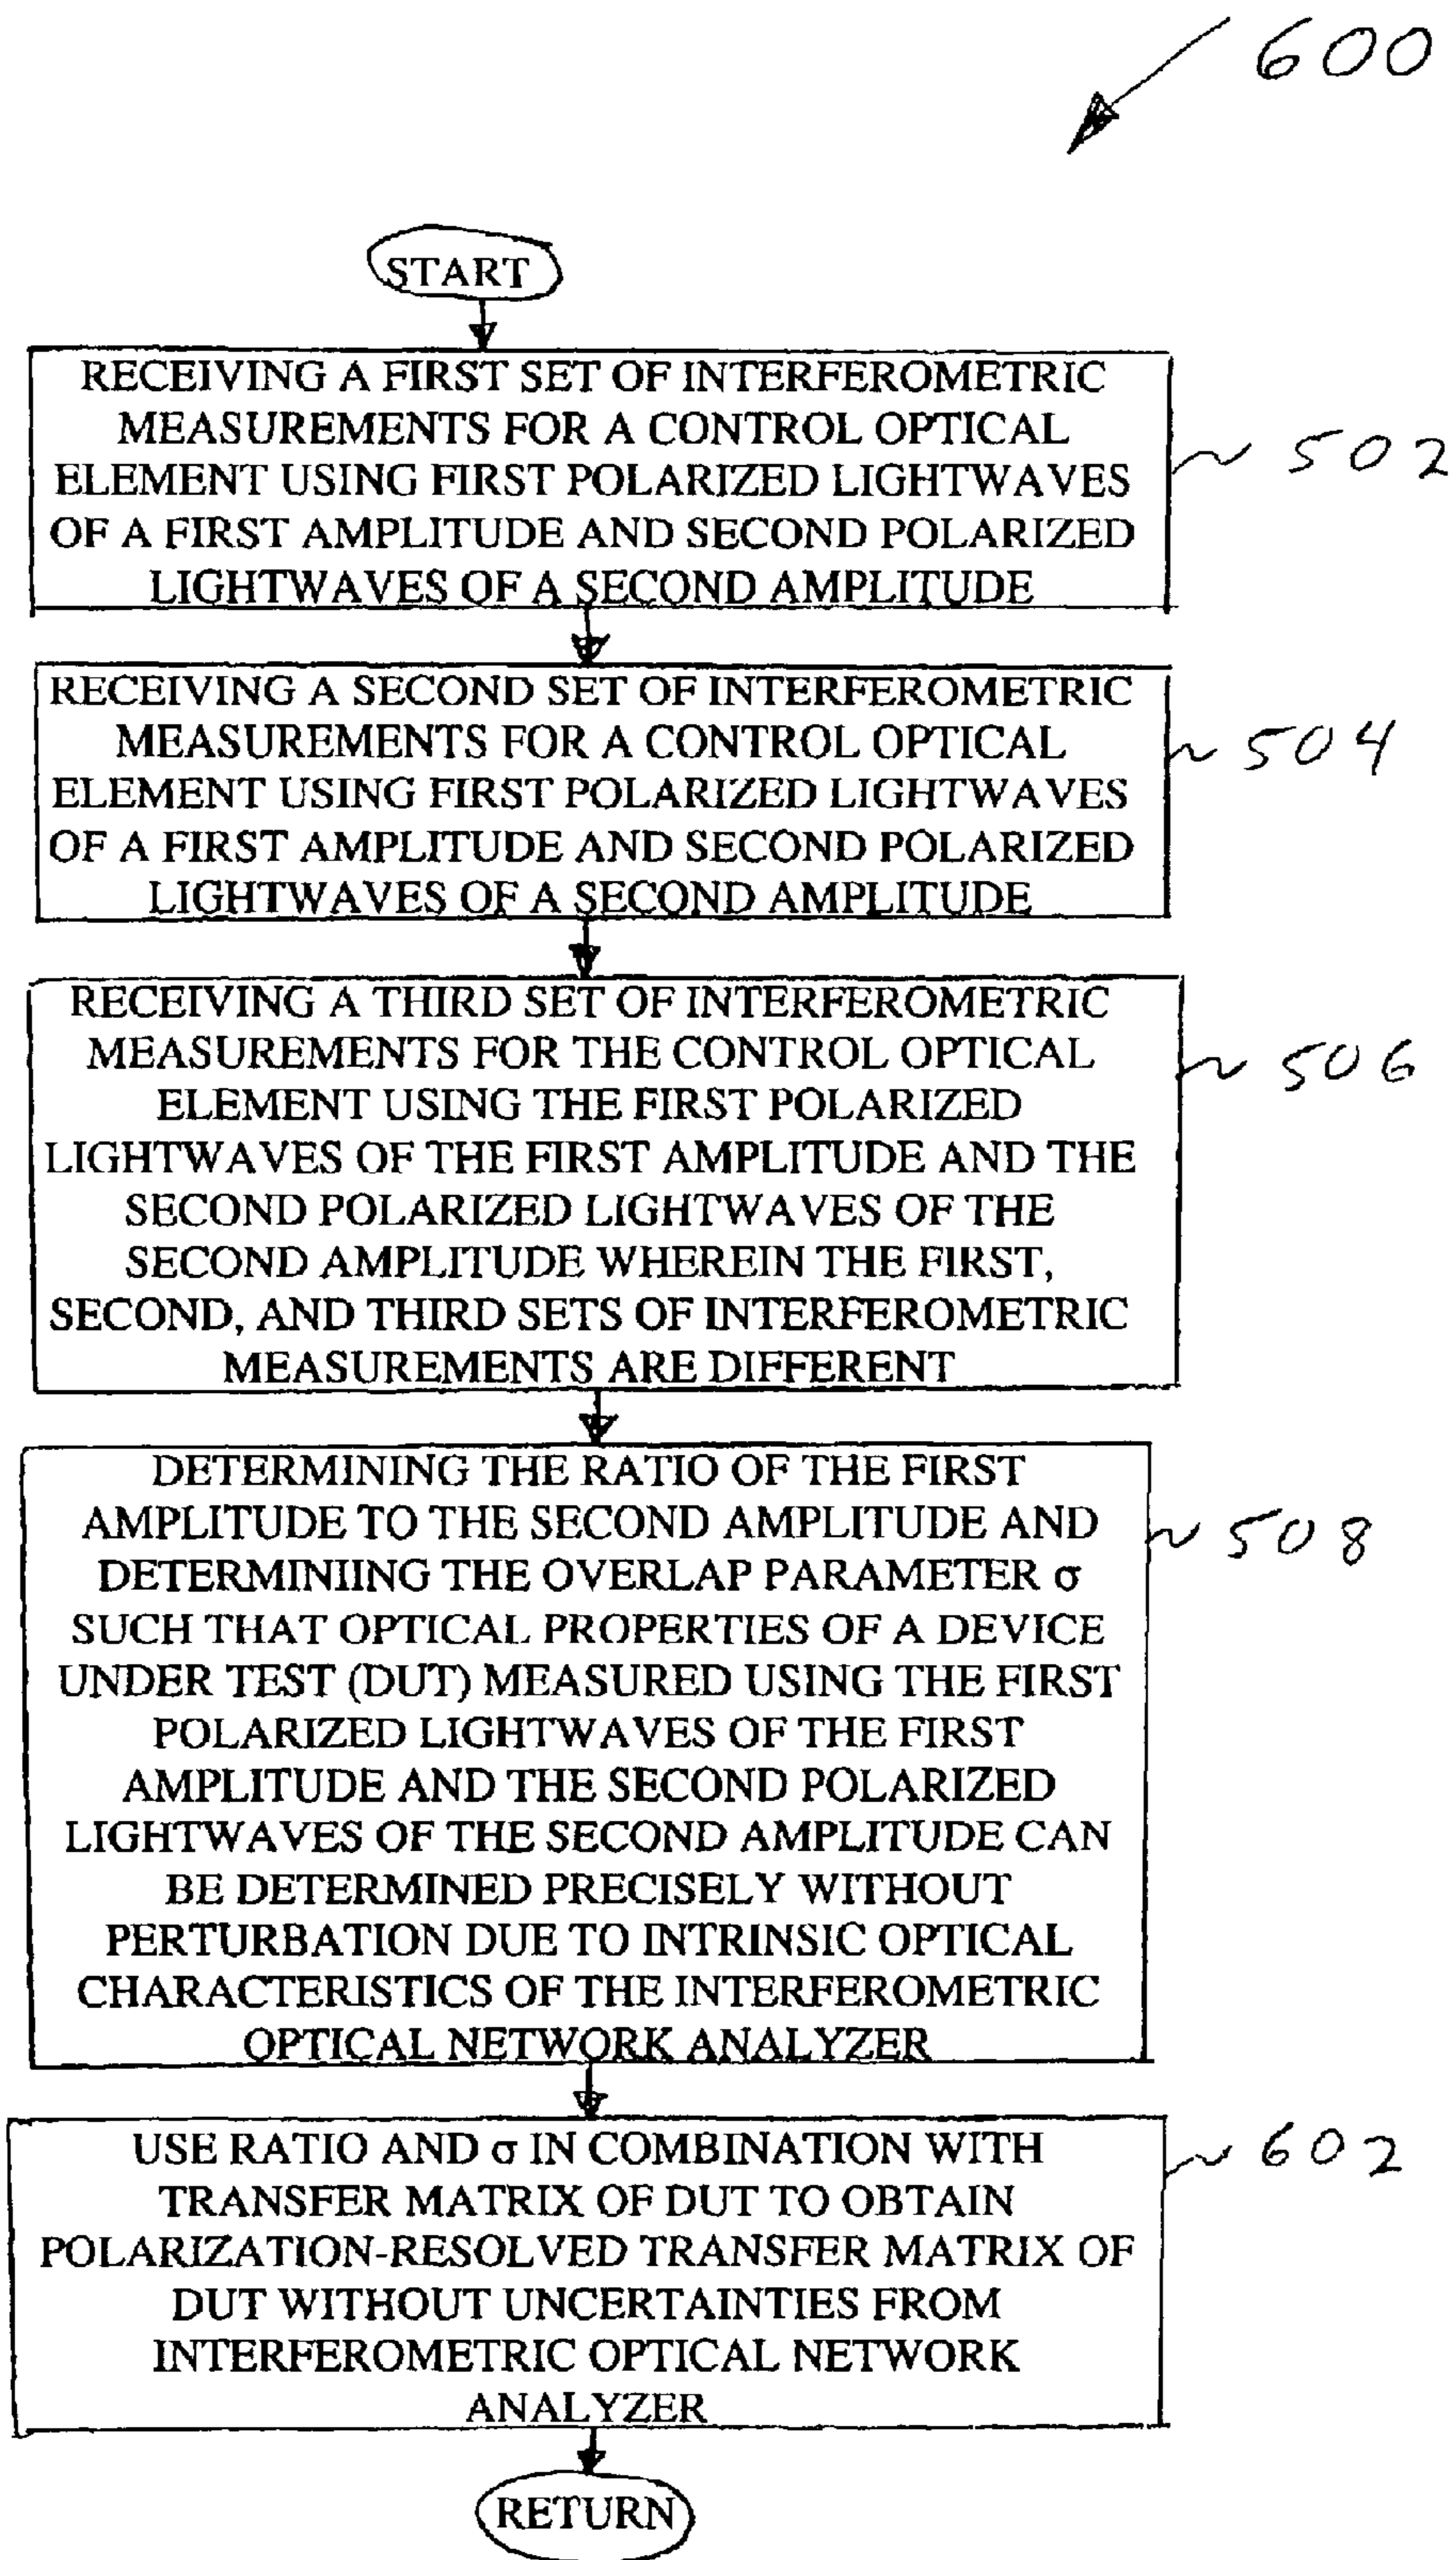 600
START
RECEIVING A FIRST SET OF INTERFEROMETRIC
MEASUREMENTS FOR A CONTROL OPTICAL
ELEMENT USING FIRST POLARIZED LIGHTWAVES
OF A FIRST AMPLITUDE AND SECOND POLARIZED
LIGHTWAVES OF A SECOND AMPLITUDE
502
RECEIVING A SECOND SET OF INTERFEROMETRIC
MEASUREMENTS FOR A CONTROL OPTICAL
ELEMENT USING FIRST POLARIZED LIGHTWAVES
OF A FIRST AMPLITUDE AND SECOND POLARIZED
LIGHTWAVES OF A SECOND AMPLITUDE
504
RECEIVING A THIRD SET OF INTERFEROMETRIC
MEASUREMENTS FOR THE CONTROL OPTICAL
ELEMENT USING THE FIRST POLARIZED
LIGHTWAVES OF THE FIRST AMPLITUDE AND THE
SECOND POLARIZED LIGHTWAVES OF THE
SECOND AMPLITUDE WHEREIN THE FIRST,
SECOND, AND THIRD SETS OF INTERFEROMETRIC
MEASUREMENTS ARE DIFFERENT
506
DETERMINING THE RATIO OF THE FIRST
AMPLITUDE TO THE SECOND AMPLITUDE AND
DETERMINIING THE OVERLAP PARAMETER σ
SUCH THAT OPTICAL PROPERTIES OF A DEVICE
UNDER TEST (DUT) MEASURED USING THE FIRST
POLARIZED LIGHTWAVES OF THE FIRST
AMPLITUDE AND THE SECOND POLARIZED
LIGHTWAVES OF THE SECOND AMPLITUDE CAN
BE DETERMINED PRECISELY WITHOUT
PERTURBATION DUE TO INTRINSIC OPTICAL
CHARACTERISTICS OF THE INTERFEROMETRIC
OPTICAL NETWORK ANALYZER
508
USE RATIO AND σ IN COMBINATION WITH
TRANSFER MATRIX OF DUT TO OBTAIN
POLARIZATION-RESOLVED TRANSFER MATRIX OF
DUT WITHOUT UNCERTAINTIES FROM
INTERFEROMETRIC OPTICAL NETWORK
ANALYZER
602
RETURN